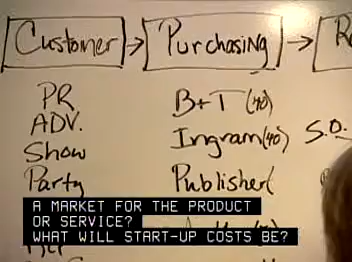 Customer → Purchasing →
PR B+T (40)
ADV. Ingram (40) S.O.
Show
Party Publisher
A MARKET FOR THE PRODUCT
OR SERVICE?
WHAT WILL START-UP COSTS BE?